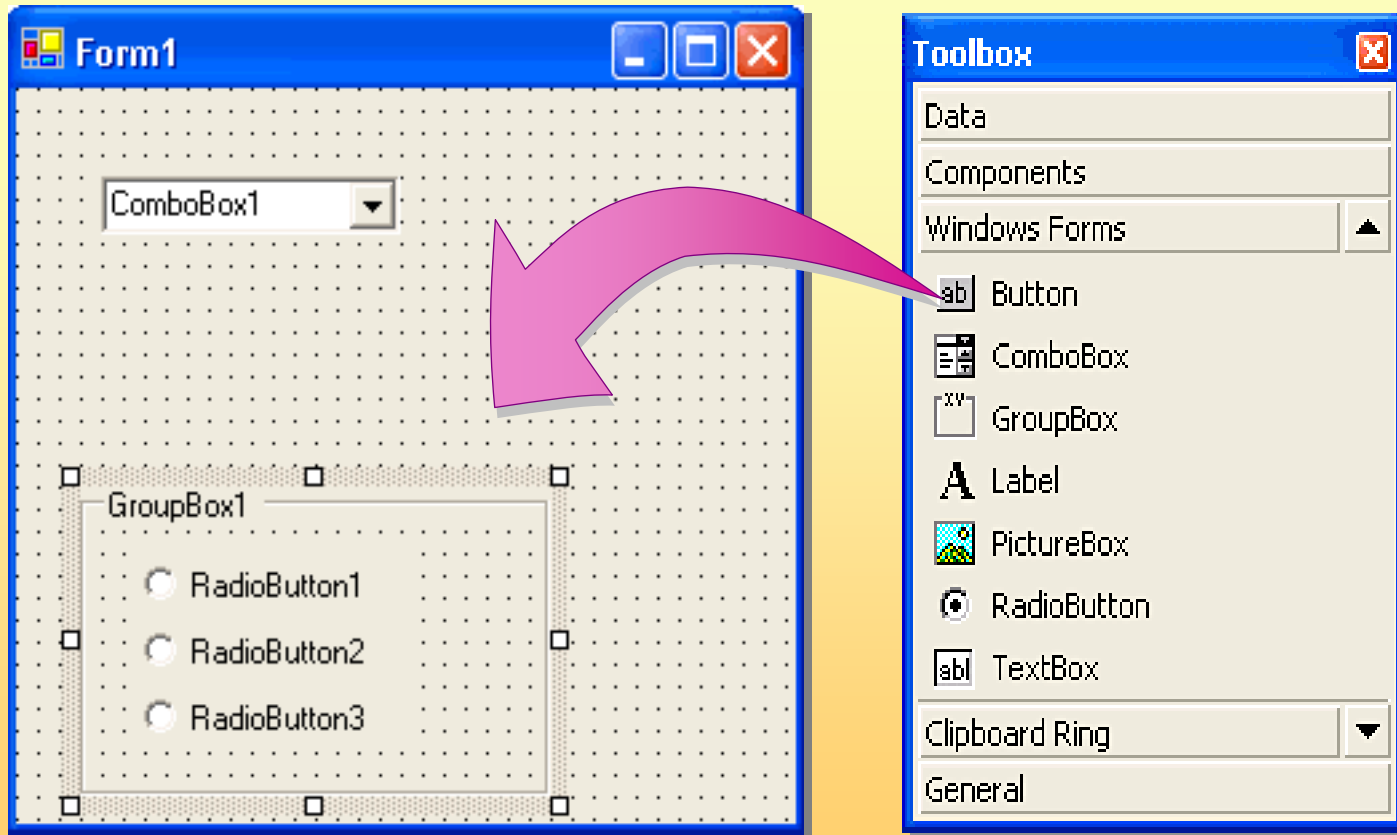 Form1
ComboBox1
GroupBox1
RadioButton1
RadioButton2
RadioButton3
Toolbox
Data
Components
Windows Forms
ab Button
ComboBox
XY GroupBox
A Label
PictureBox
RadioButton
abl TextBox
Clipboard Ring
General